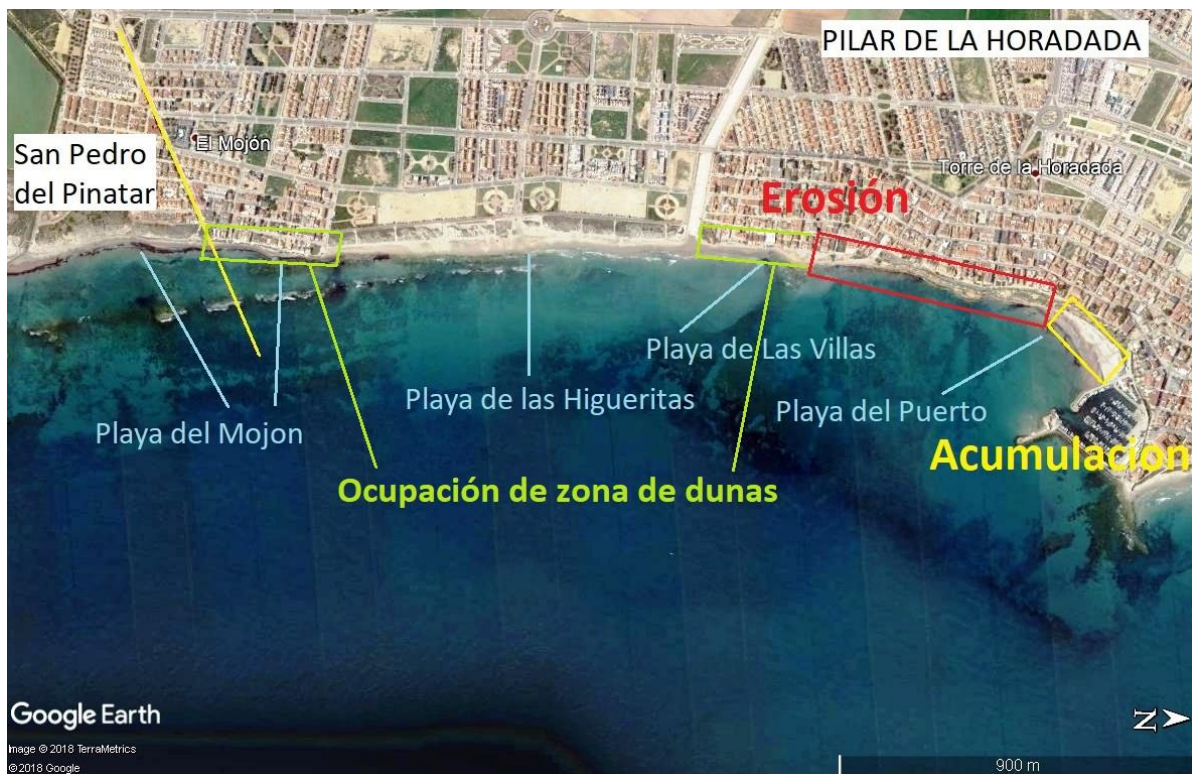 PILAR DE LA HORADADA
San Pedro
del Pinatar
El Mojón
Torre de la Horadada
Erosión
Playa de Las Villas
Playa de las Higueritas
Playa del Puerto
Playa del Mojon
Acumulacion
Ocupación de zona de dunas
Google Earth
Image © 2018 TerraMetrics
© 2018 Google
N
900 m